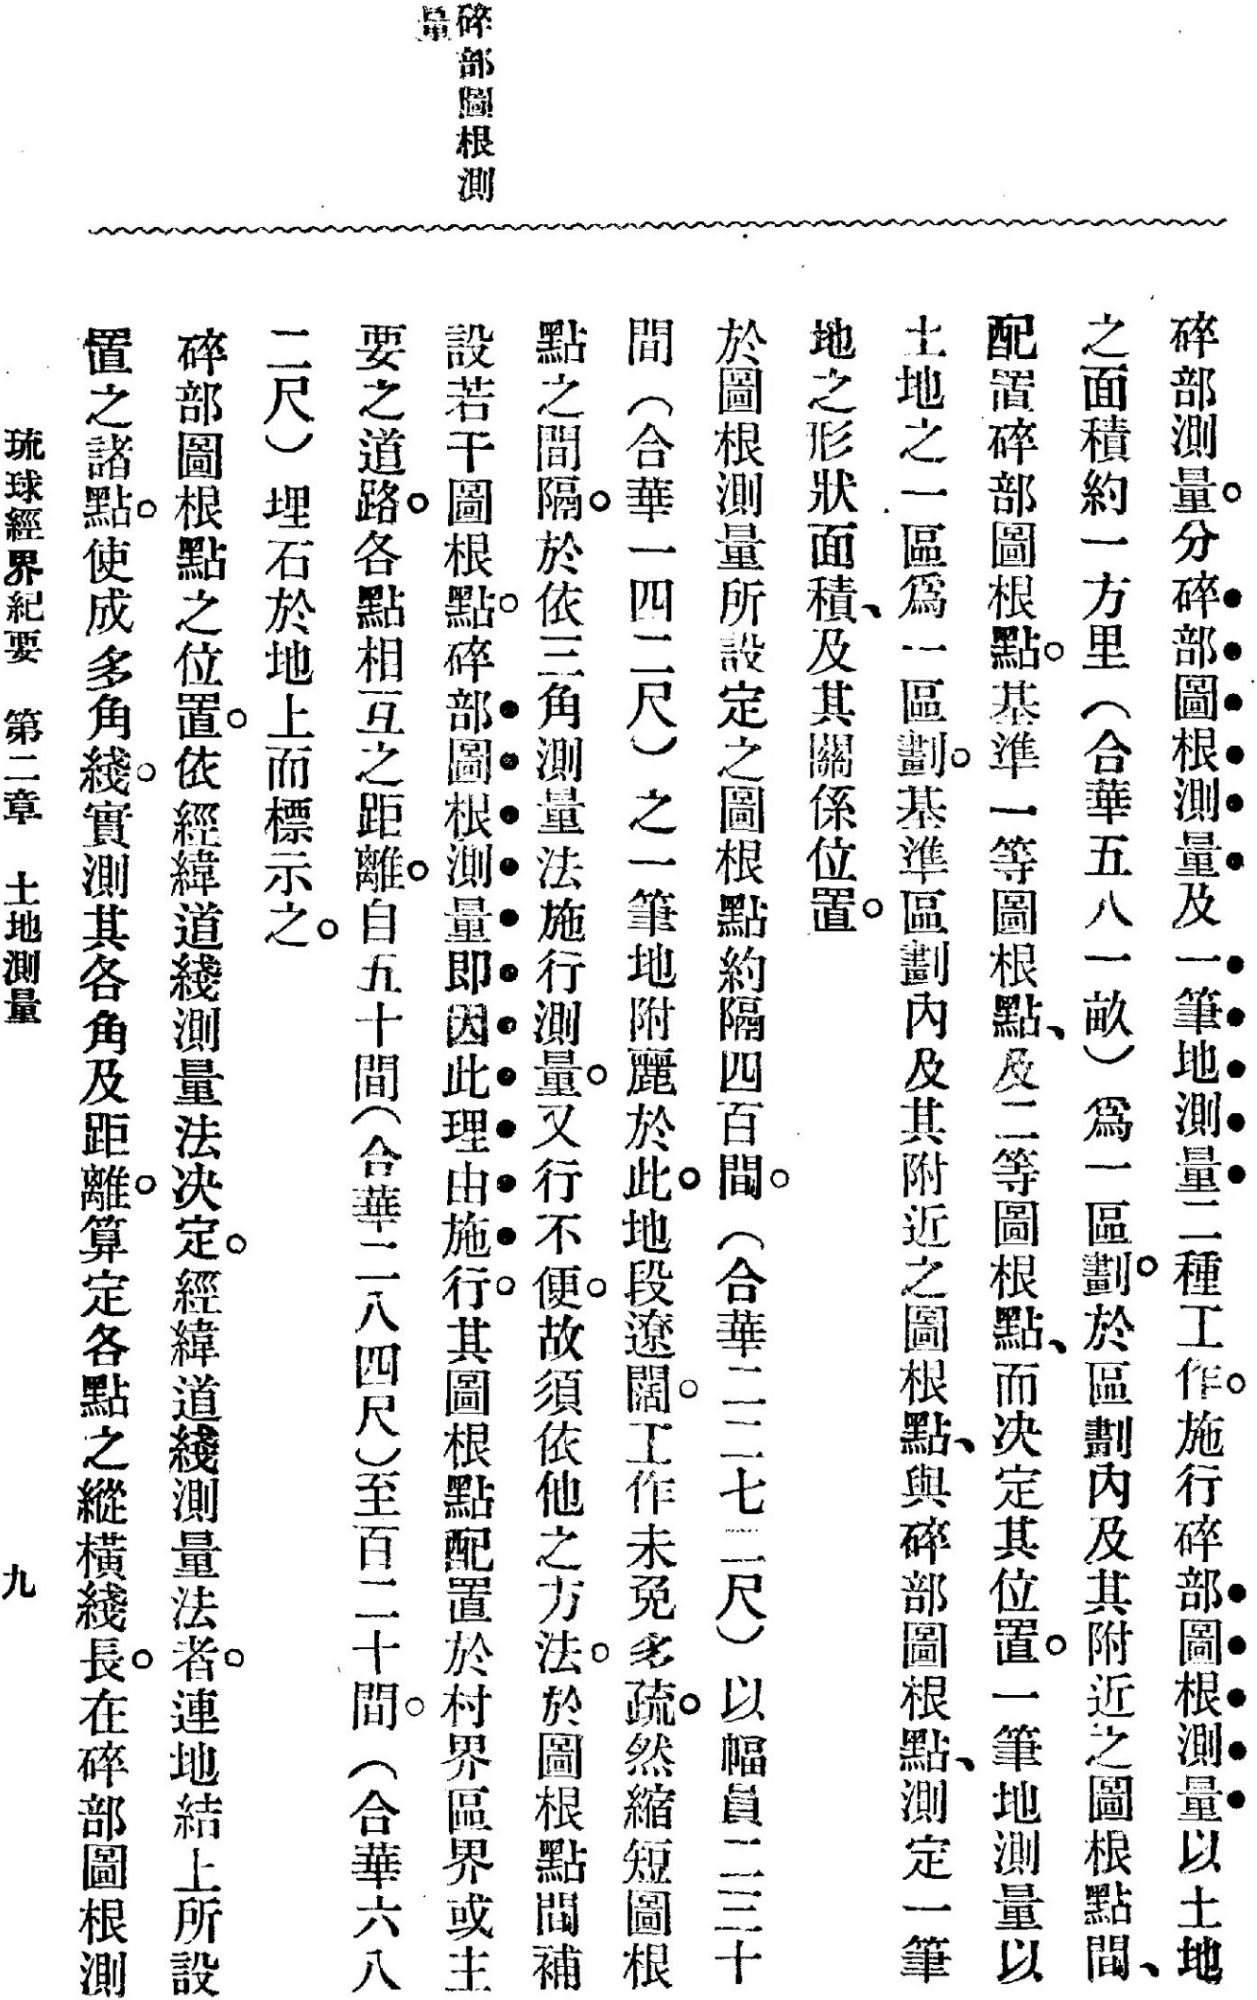 碎部圖根測
量
碎部測量。分碎部圖根測量及一筆地測量二種工作。施行碎部圖根測量以土地
之面積約一方里（合華五八一畝）爲一區劃。於區劃內及其附近之圖根點間、
配置碎部圖根點。基準一等圖根點、及二等圖根點、而決定其位置。一筆地測量以
土地之一區爲一區劃。基準區劃內及其附近之圖根點、與碎部圖根點、測定一筆
地之形狀面積、及其關係位置。
於圖根測量所設定之圖根點約隔四百間。（合華二二七二尺）以幅員二三十
間（合華一四二尺）之一筆地附麗於此。地段遼闊。工作未免多疏。然縮短圖根
點之間隔。於依三角測量法施行測量。又行不便。故須依他之方法。於圖根點間補
設若干圖根點。碎部圖根測量即因此理由施行。其圖根點配置於村界區界或主
要之道路。各點相互之距離。自五十間（合華二八四尺）至百二十間。（合華六八
二尺）埋石於地上而標示之。
碎部圖根點之位置。依經緯道綫測量法決定。經緯道綫測量法者。連地結上所設
置之諸點。使成多角綫。實測其各角及距離。算定各點之縱橫綫長。在碎部圖根測
琉球經界紀要　第二章　土地測量　九